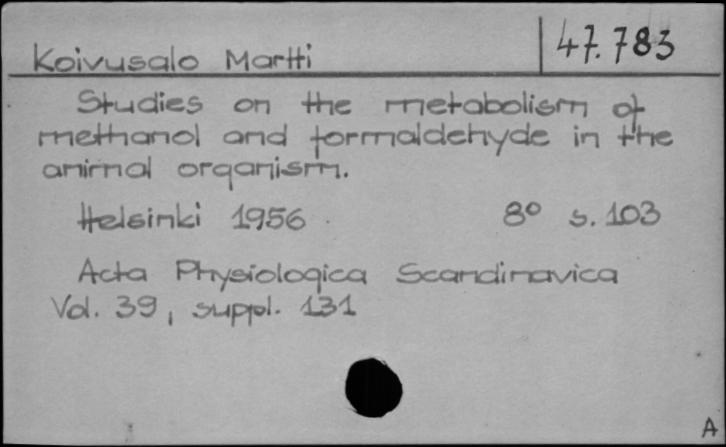 Koivusalo Martti 47.783
Studies on the metabolism of
methanol and formaldehyde in the
animal organism.
Helsinki 1956 8° s. 103
Acta Physiologica Scandinavica
Vol. 39, suppl. 131
A